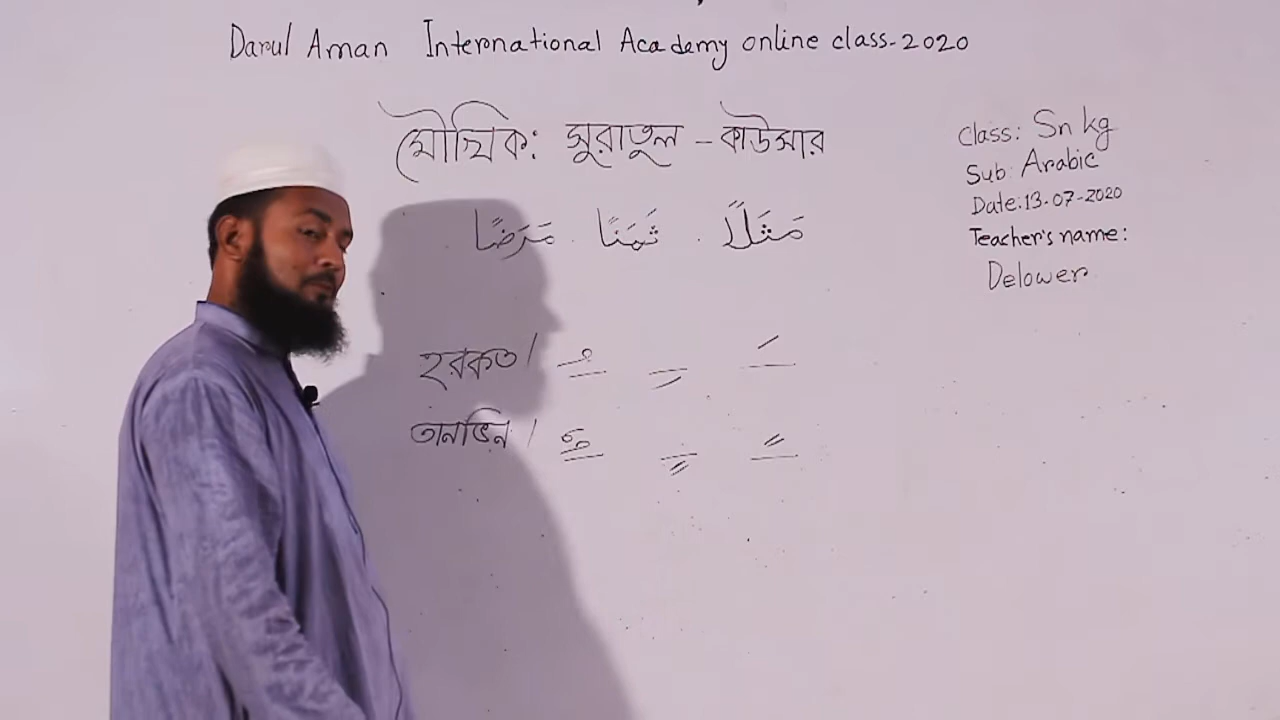 Darul Aman International Academy online class-2020
মৌখিক: সুরাতুল - কাউসার
مَثَلًا . ثَمَنًا . مَرَضًا
হরকত। ـُ ـِ ـَ
তানভিন। ـٌ ـٍ ـً
Class: Sn kg
Sub: Arabic
Date:13-07-2020
Teacher's name:
Delower